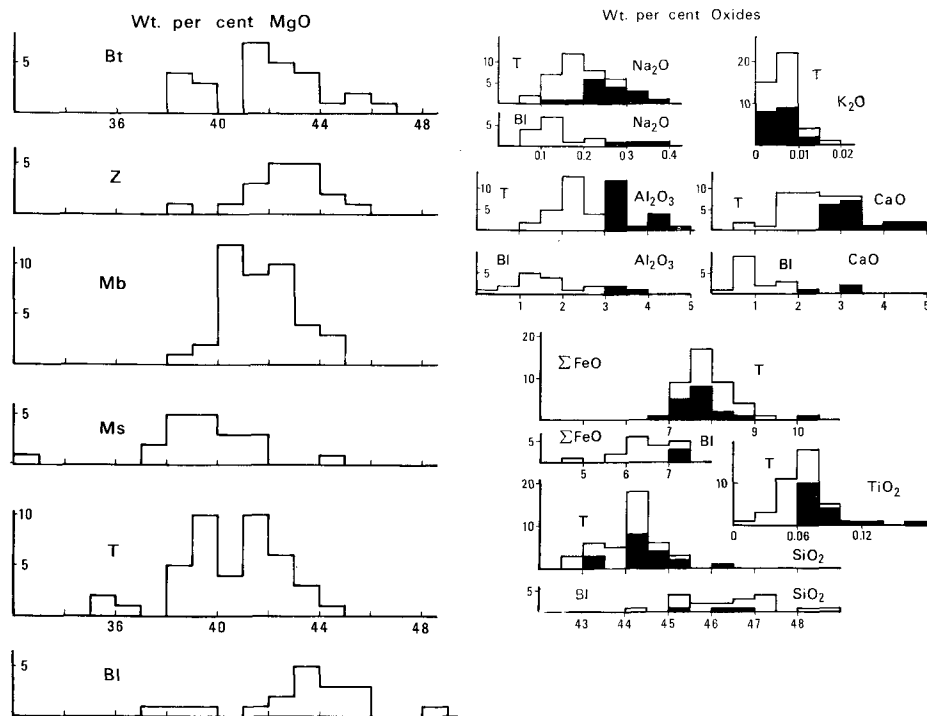 Wt. per cent MgO
5
Bt
36 40 44 48
5
Z
10
5
Mb
5
Ms
10
5
T
36 40 44 48
5
Bl
Wt. per cent Oxides
10
5
T
Na₂O
5
Bl
Na₂O
0.1 0.2 0.3 0.4
20
10
T
K₂O
0 0.01 0.02
10
5
T
Al₂O₃
5
Bl
Al₂O₃
1 2 3 4 5
10
5
T
CaO
5
Bl
CaO
1 2 3 4 5
20
10
ΣFeO
T
7 9 10
5
ΣFeO
Bl
5 6 7
10
T
TiO₂
0 0.06 0.12
20
10
T
SiO₂
5
Bl
SiO₂
43 44 45 46 47 48